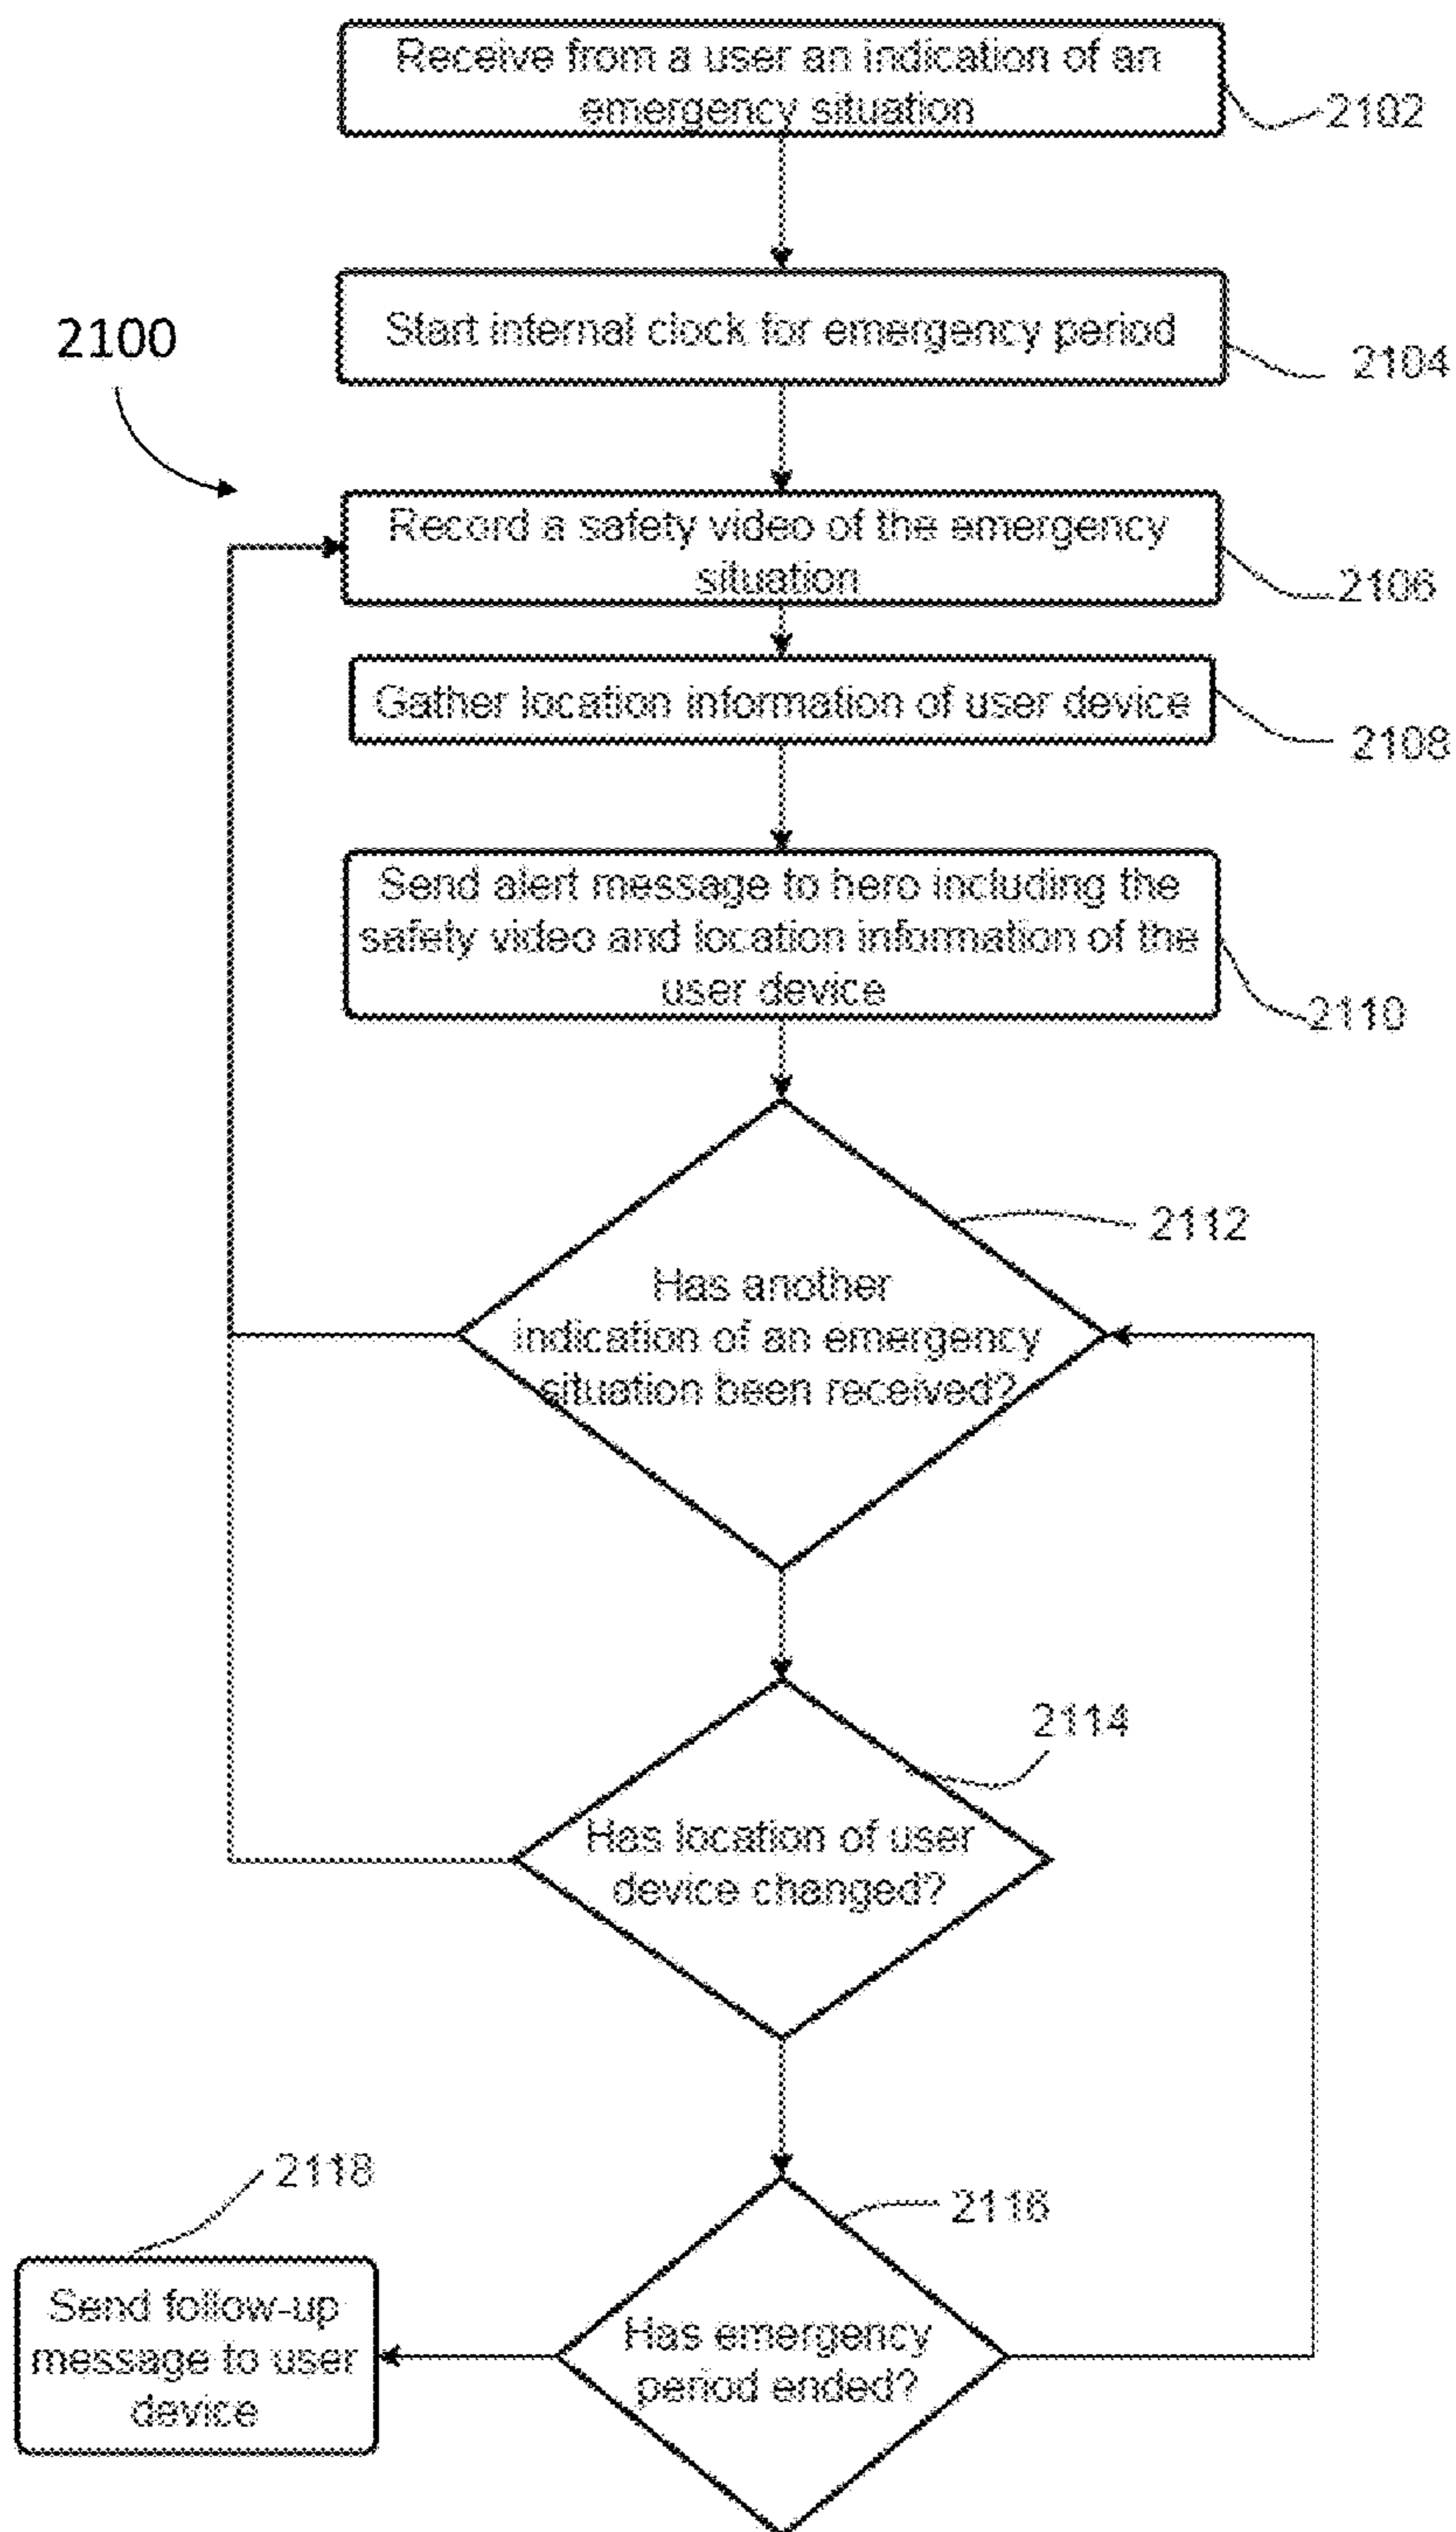 Receive from a user an indication of an
emergency situation
2102
Start internal clock for emergency period
2104
2100
Record a safety video of the emergency
situation
2106
Gather location information of user device
2108
Send alert message to hero including the
safety video and location information of the
user device
2110
2112
Has another
indication of an emergency
situation been received?
2114
Has location of user
device changed?
2118
2116
Send follow-up
message to user
device
Has emergency
period ended?